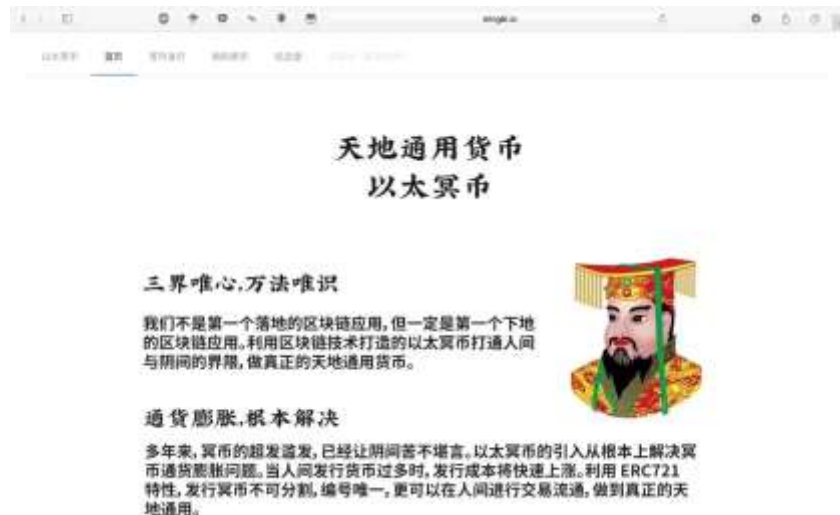 首页
天地通用货币
以太冥币
三界唯心,万法唯识
我们不是第一个落地的区块链应用,但一定是第一个下地
的区块链应用。利用区块链技术打造的以太冥币打通人间
与阴间的界限,做真正的天地通用货币。
通货膨胀,根本解决
多年来,冥币的超发滥发,已经让阴间苦不堪言。以太冥币的引入从根本上解决冥
币通货膨胀问题。当人间发行货币过多时,发行成本将快速上涨。利用 ERC721
特性,发行冥币不可分割,编号唯一,更可以在人间进行交易流通,做到真正的天
地通用。